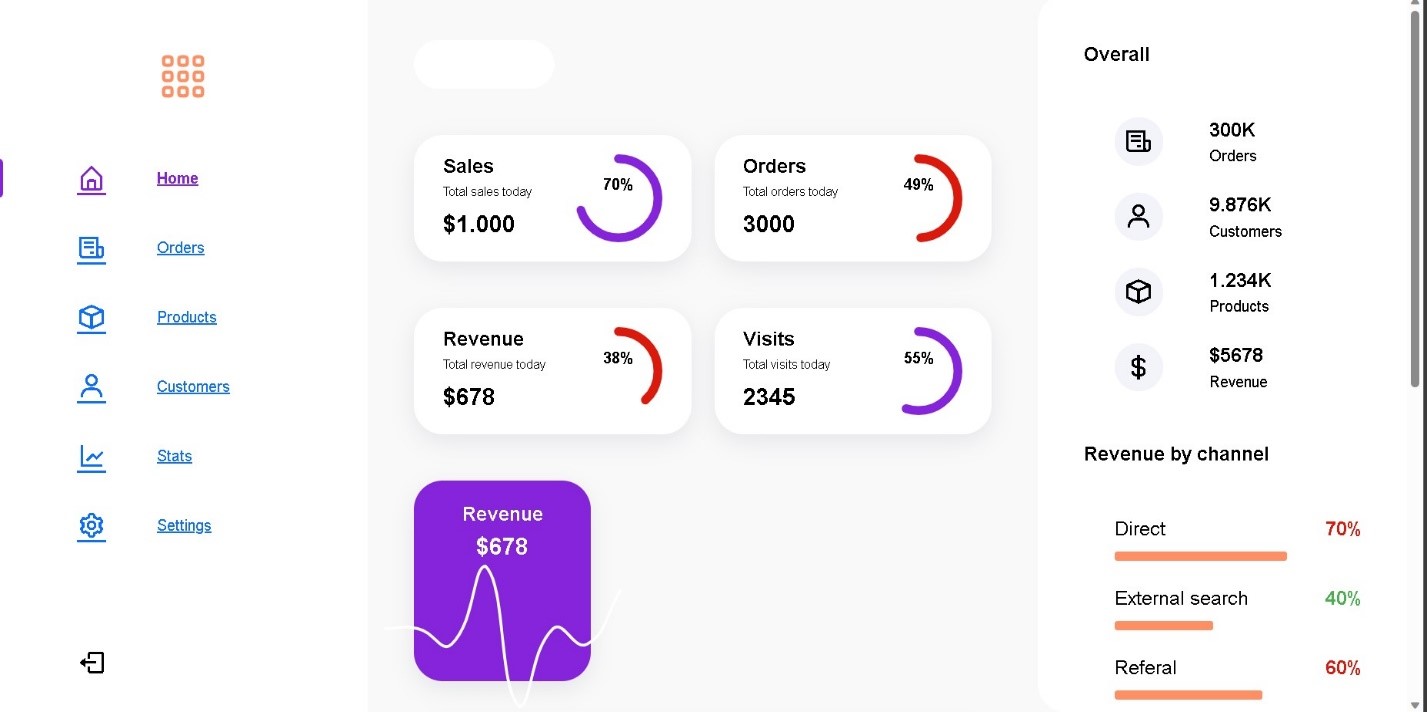 Home
Orders
Products
Customers
Stats
Settings
Sales
Total sales today
$1.000
70%
Orders
Total orders today
3000
49%
Revenue
Total revenue today
$678
38%
Visits
Total visits today
2345
55%
Revenue
$678
Overall
300K
Orders
9.876K
Customers
1.234K
Products
$5678
Revenue
Revenue by channel
Direct 70%
External search 40%
Referal 60%